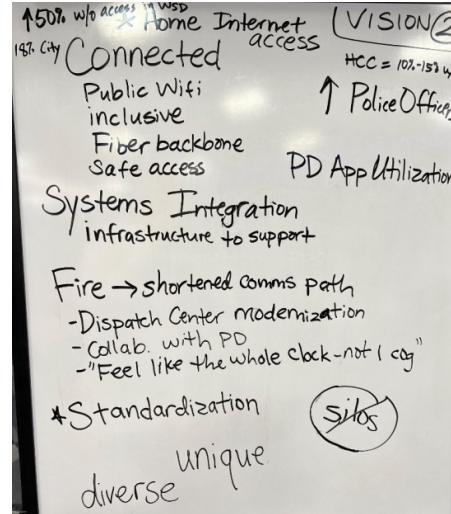 ↑50% w/o access in WSD
* Home Internet access
18% City
VISION 2
Connected
HCC = 10%-15% w
Public Wifi
↑ Police Officer
inclusive
Fiber backbone
Safe access
PD App Utilization
Systems Integration
infrastructure to support
Fire → shortened comms path
-Dispatch Center modernization
- Collab. with PD
- "Feel like the whole clock-not 1 cog"
*Standardization
silos
unique
diverse